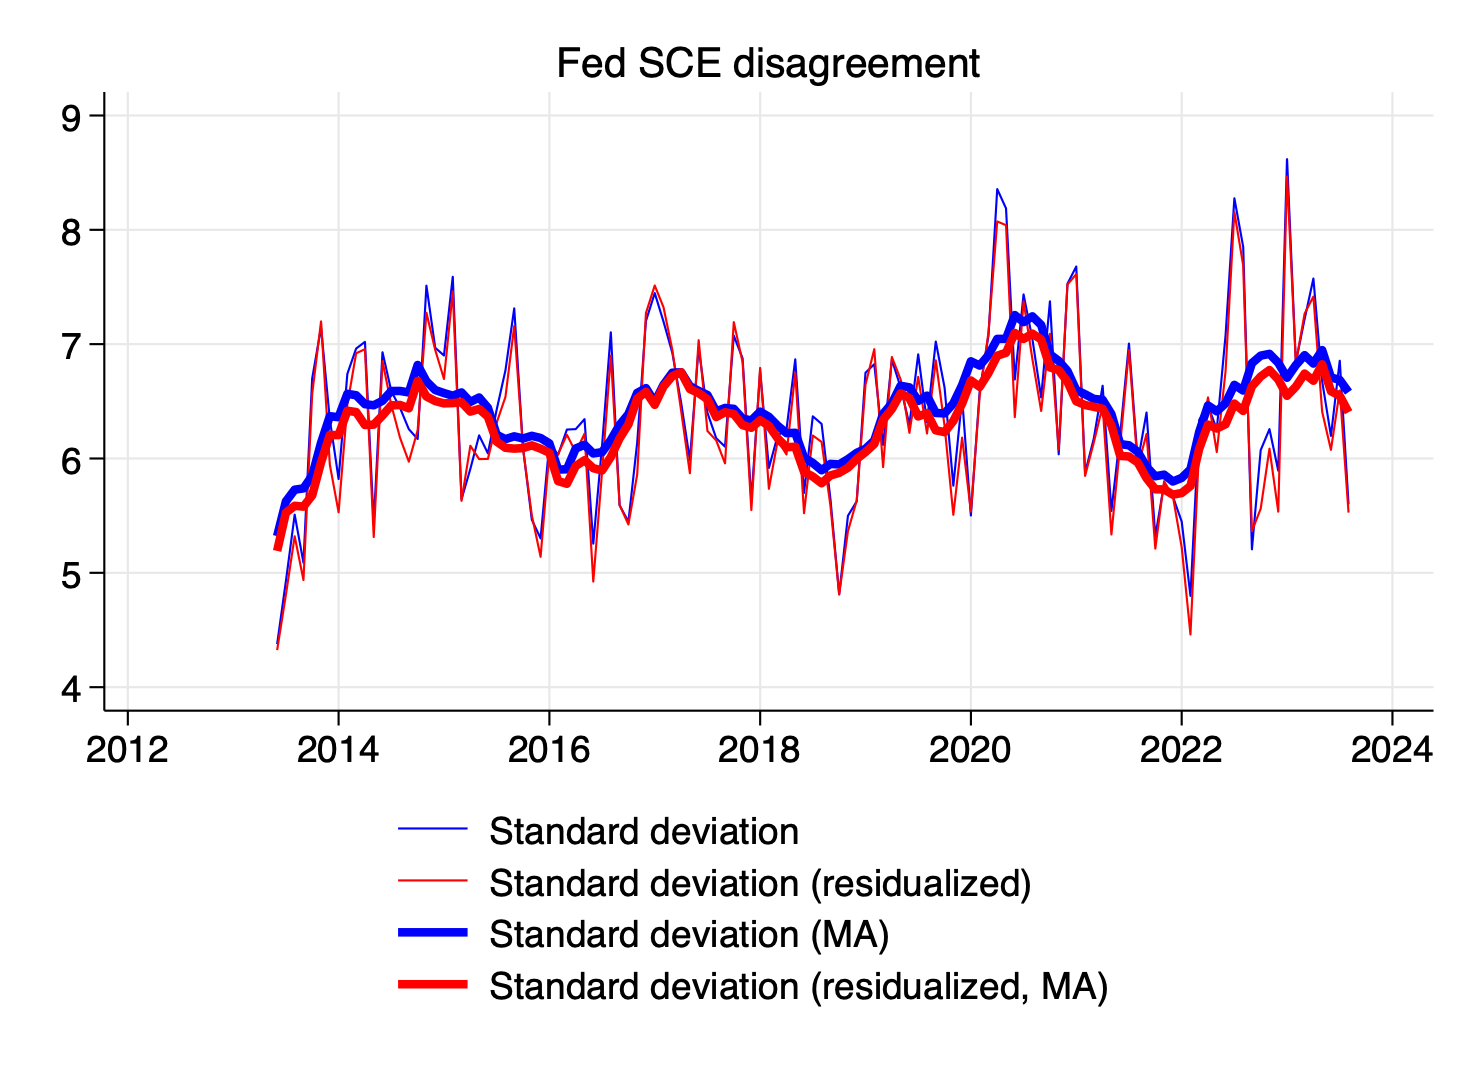 Fed SCE disagreement
9
8
7
6
5
4
2012 2014 2016 2018 2020 2022 2024
Standard deviation
Standard deviation (residualized)
Standard deviation (MA)
Standard deviation (residualized, MA)